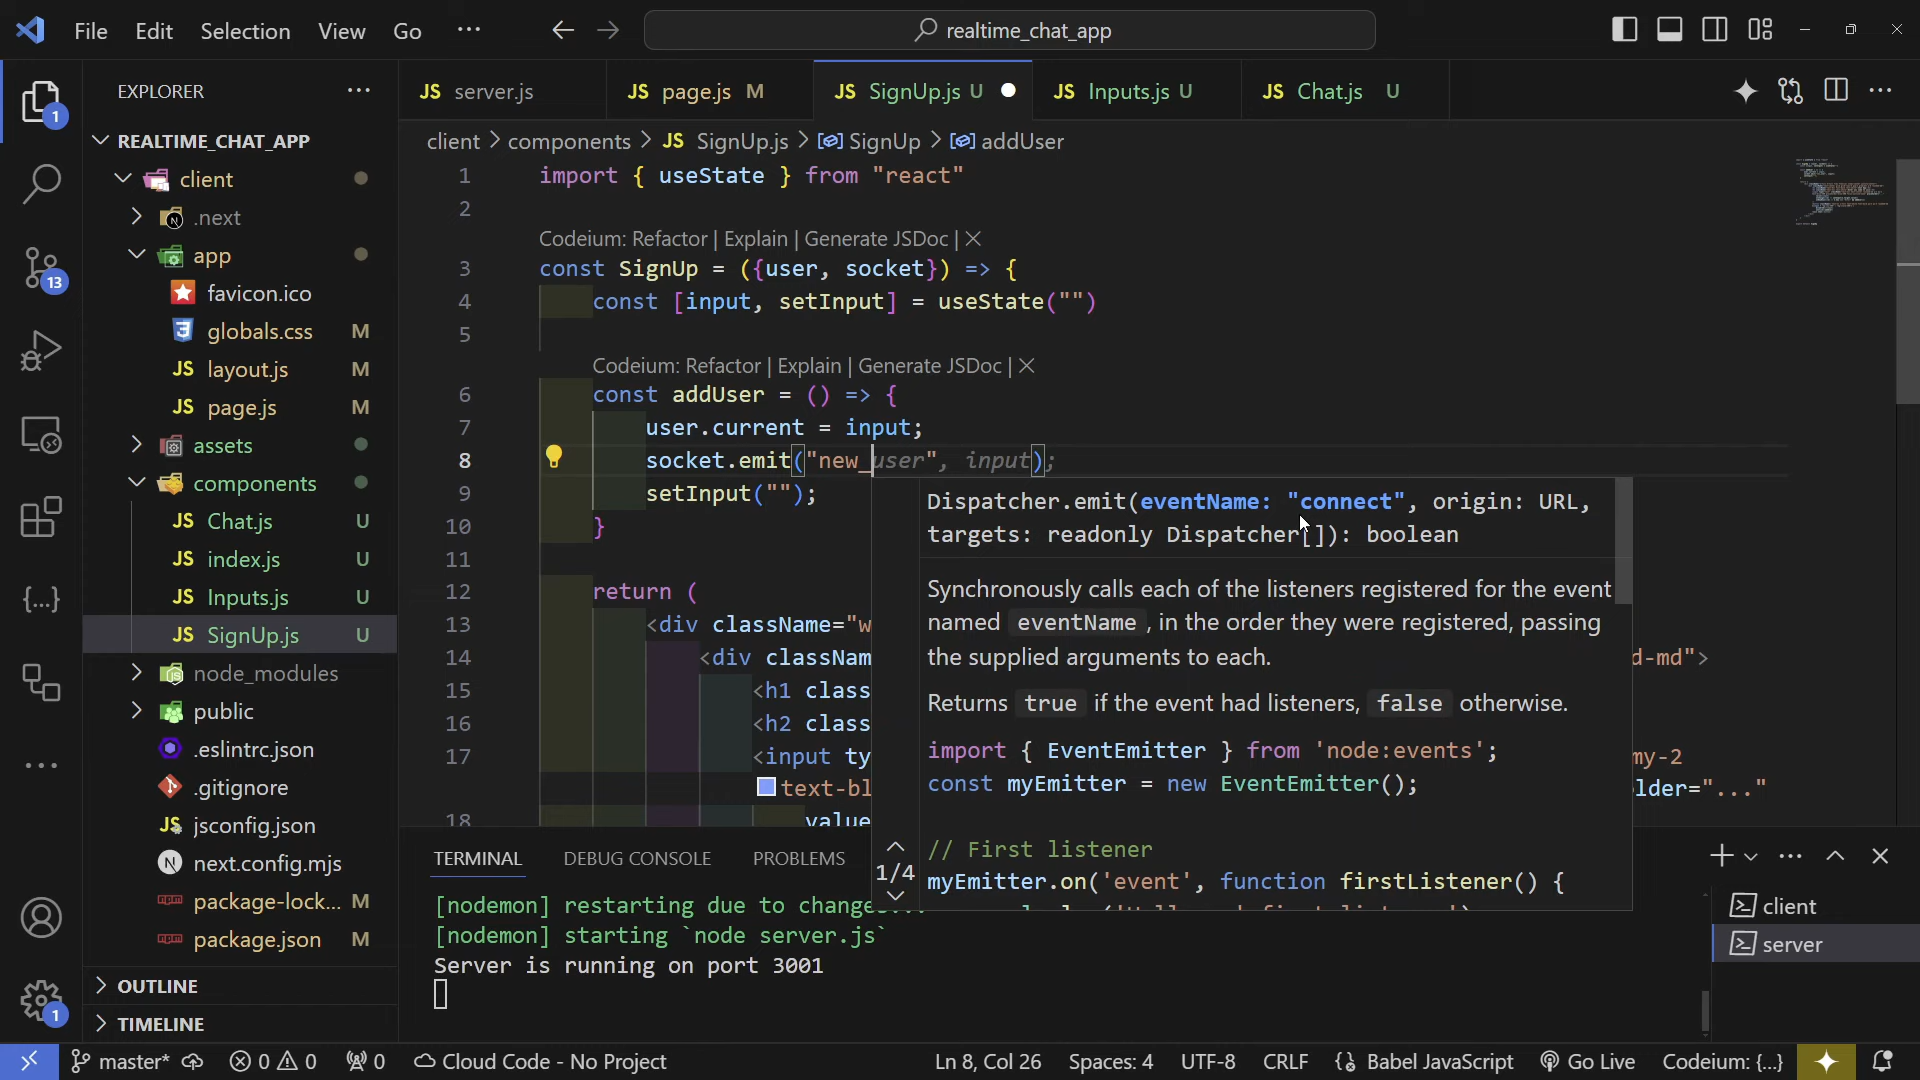 File Edit Selection View Go ···
realtime_chat_app
EXPLORER
REALTIME_CHAT_APP
client
.next
app
favicon.ico
globals.css M
layout.js M
page.js M
assets
components
Chat.js U
index.js U
Inputs.js U
SignUp.js U
node_modules
public
.eslintrc.json
.gitignore
jsconfig.json
next.config.mjs
package-lock... M
package.json M
OUTLINE
TIMELINE
1
13
1
JS server.js
JS page.js M
JS SignUp.js U
JS Inputs.js U
JS Chat.js U
client > components > JS SignUp.js > SignUp > addUser
1 import { useState } from "react"
2
Codeium: Refactor | Explain | Generate JSDoc | X
3 const SignUp = ({user, socket}) => {
4 const [input, setInput] = useState("")
5
Codeium: Refactor | Explain | Generate JSDoc | X
6 const addUser = () => {
7 user.current = input;
8 socket.emit("new_user", input);
9 setInput("");
10 }
11
12 return (
13 <div className="w
14 <div classNam d-md">
15 <h1 class
16 <h2 class
17 <input ty my-2
text-bl lder="..."
18 value
Dispatcher.emit(eventName: "connect", origin: URL,
targets: readonly Dispatcher[]): boolean
Synchronously calls each of the listeners registered for the event
named eventName , in the order they were registered, passing
the supplied arguments to each.
Returns true if the event had listeners, false otherwise.
import { EventEmitter } from 'node:events';
const myEmitter = new EventEmitter();
// First listener
1/4
myEmitter.on('event', function firstListener() {
TERMINAL DEBUG CONSOLE PROBLEMS
[nodemon] restarting due to changes...
[nodemon] starting `node server.js`
Server is running on port 3001
client
server
master* 0 0 0 Cloud Code - No Project
Ln 8, Col 26 Spaces: 4 UTF-8 CRLF Babel JavaScript Go Live Codeium: {...}